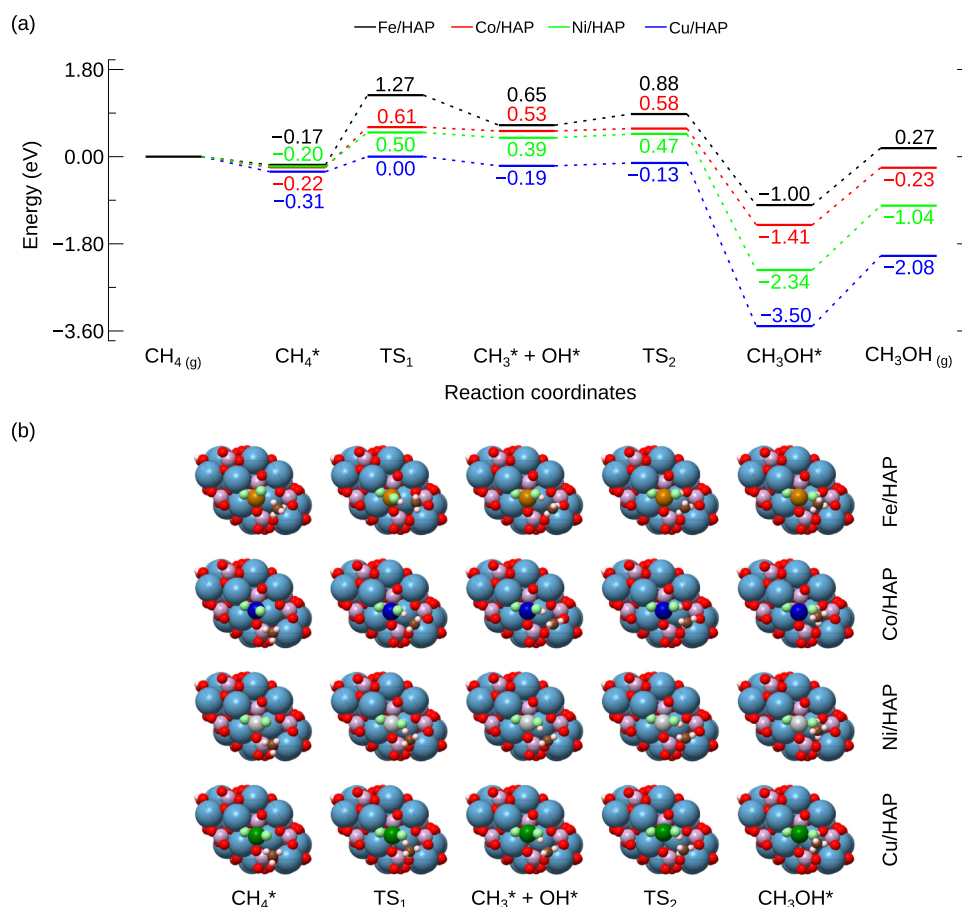 (a)
Fe/HAP Co/HAP Ni/HAP Cu/HAP
Energy (eV)
1.80
0.00
−1.80
−3.60
−0.17
−0.20
−0.22
−0.31
1.27
0.61
0.50
0.00
0.65
0.53
0.39
−0.19
0.88
0.58
0.47
−0.13
−1.00
−1.41
−2.34
−3.50
0.27
−0.23
−1.04
−2.08
CH₄ (g) CH₄* TS₁ CH₃* + OH* TS₂ CH₃OH* CH₃OH (g)
Reaction coordinates
(b)
Fe/HAP
Co/HAP
Ni/HAP
Cu/HAP
CH₄* TS₁ CH₃* + OH* TS₂ CH₃OH*